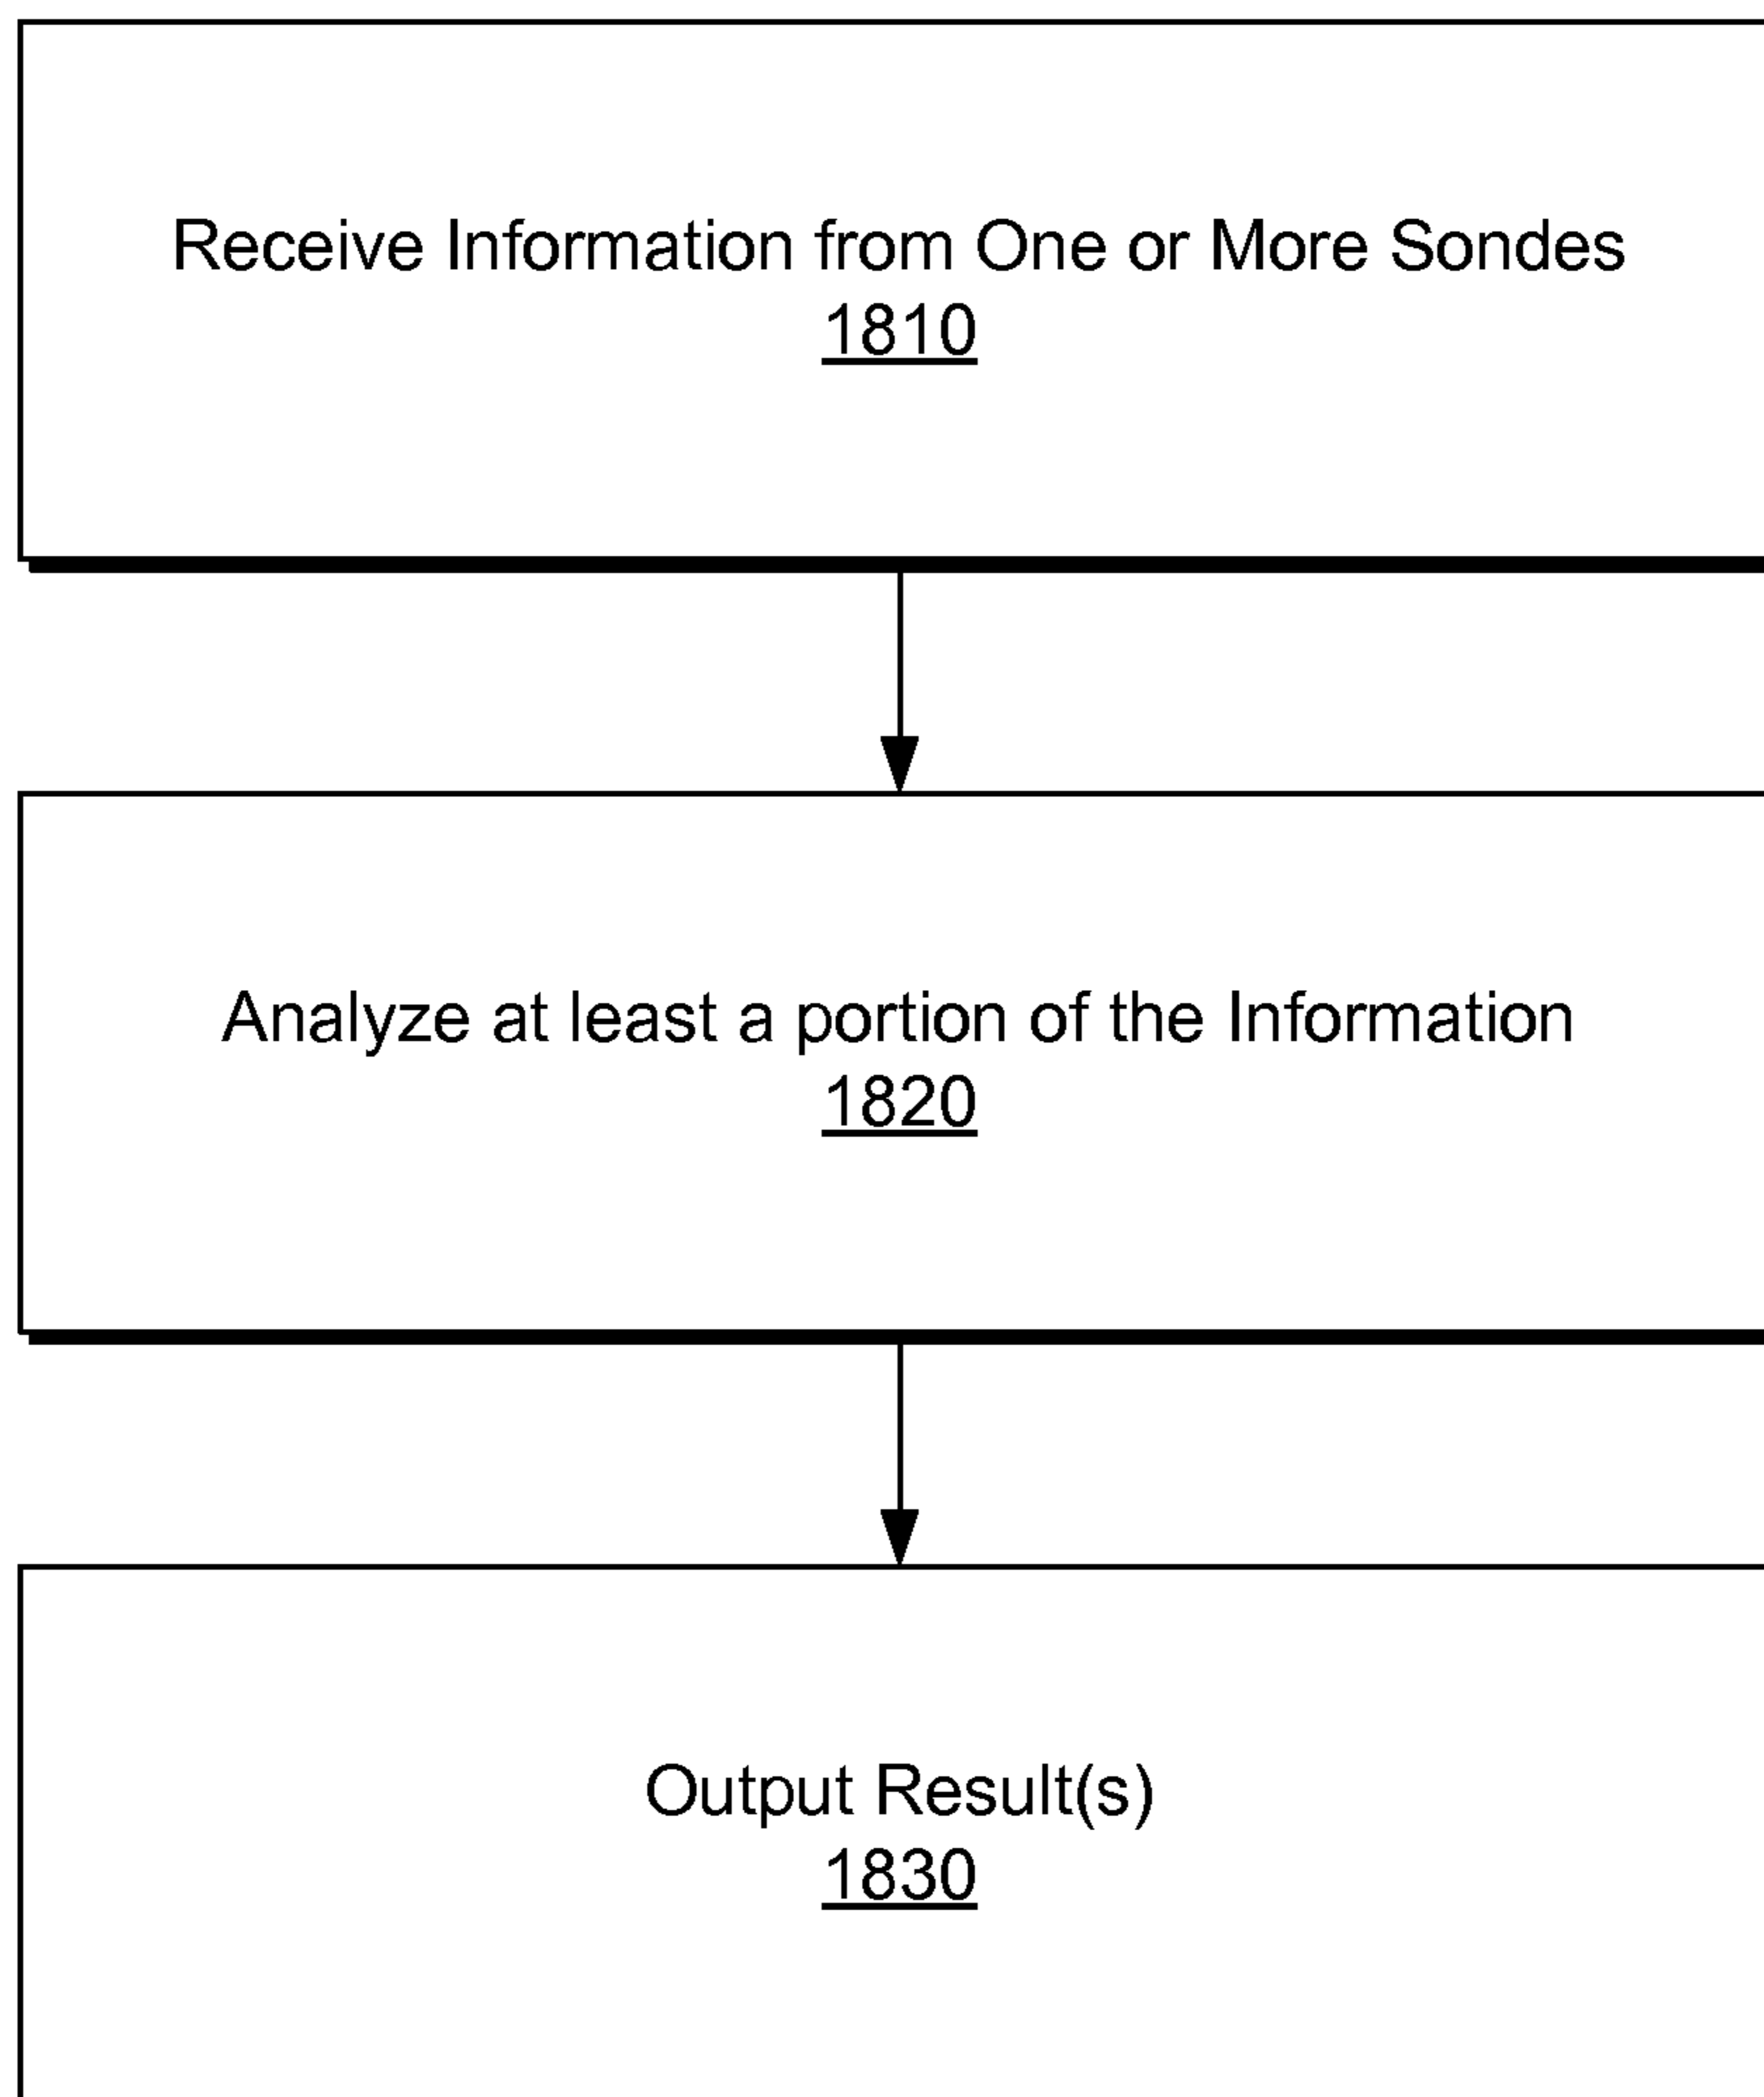 Receive Information from One or More Sondes
1810
Analyze at least a portion of the Information
1820
Output Result(s)
1830